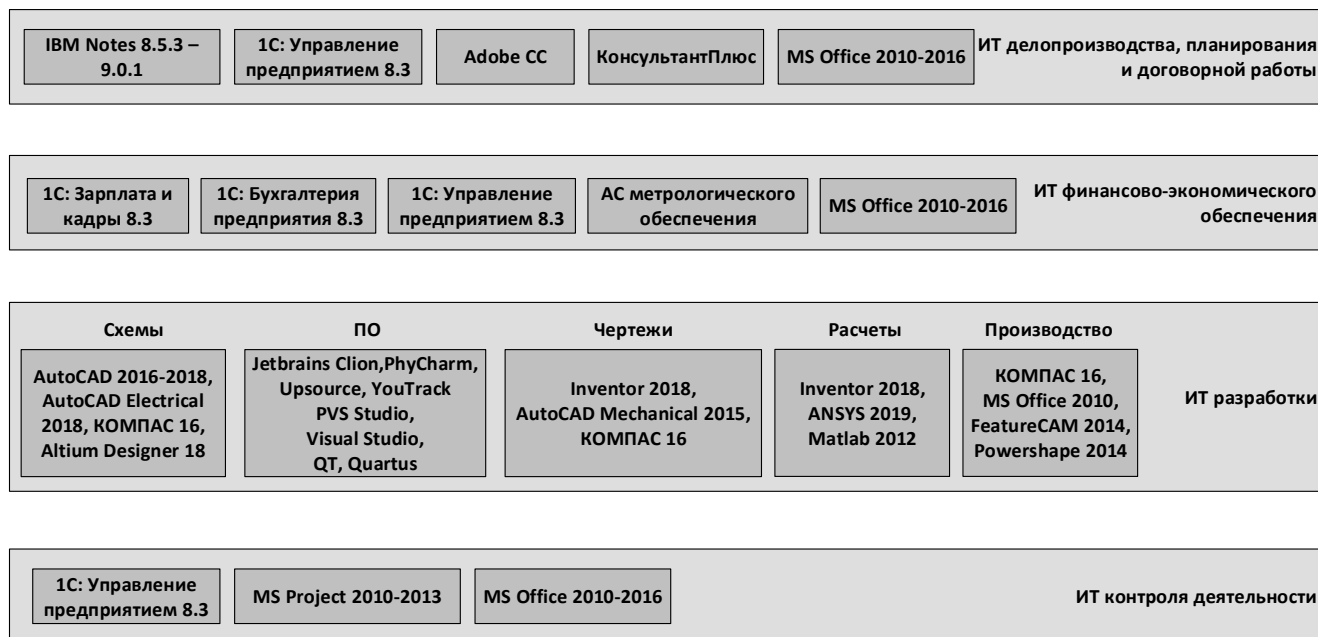 IBM Notes 8.5.3 –
9.0.1
1С: Управление
предприятием 8.3
Adobe CC
КонсультантПлюс
MS Office 2010-2016
ИТ делопроизводства, планирования
и договорной работы
1С: Зарплата и
кадры 8.3
1С: Бухгалтерия
предприятия 8.3
1С: Управление
предприятием 8.3
АС метрологического
обеспечения
MS Office 2010-2016
ИТ финансово-экономического
обеспечения
Схемы
AutoCAD 2016-2018,
AutoCAD Electrical
2018, КОМПАС 16,
Altium Designer 18
ПО
Jetbrains Clion,PhyCharm,
Upsource, YouTrack
PVS Studio,
Visual Studio,
QT, Quartus
Чертежи
Inventor 2018,
AutoCAD Mechanical 2015,
КОМПАС 16
Расчеты
Inventor 2018,
ANSYS 2019,
Matlab 2012
Производство
КОМПАС 16,
MS Office 2010,
FeatureCAM 2014,
Powershape 2014
ИТ разработки
1С: Управление
предприятием 8.3
MS Project 2010-2013
MS Office 2010-2016
ИТ контроля деятельности